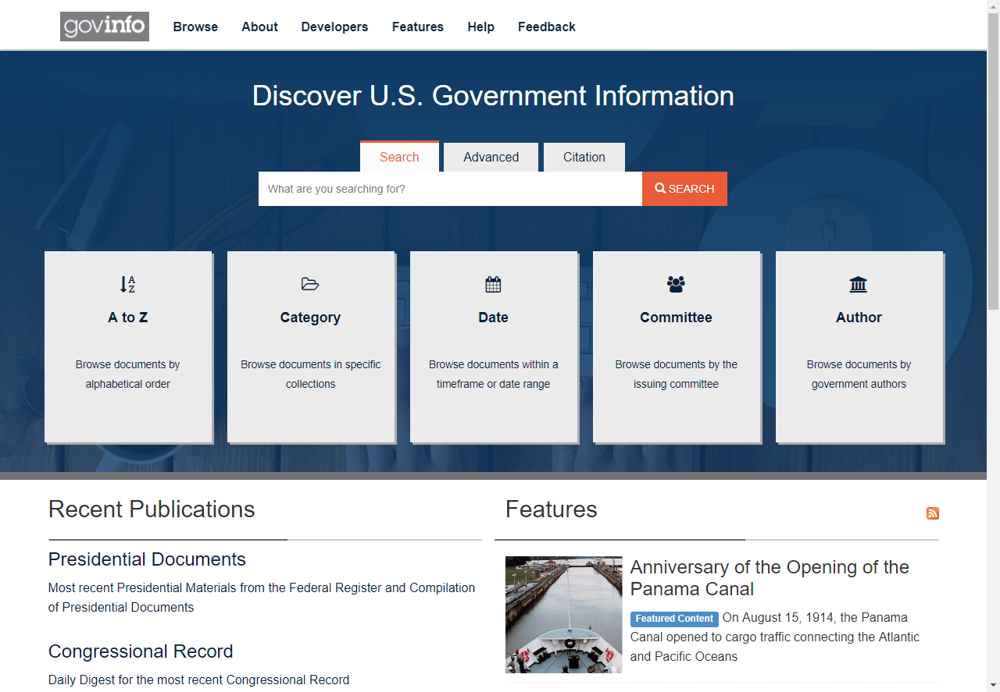 govinfo Browse About Developers Features Help Feedback
Discover U.S. Government Information
Search Advanced Citation
What are you searching for? SEARCH
A to Z
Browse documents by
alphabetical order
Category
Browse documents in specific
collections
Date
Browse documents within a
timeframe or date range
Committee
Browse documents by the
issuing committee
Author
Browse documents by
government authors
Recent Publications
Presidential Documents
Most recent Presidential Materials from the Federal Register and Compilation
of Presidential Documents
Congressional Record
Daily Digest for the most recent Congressional Record
Features
Anniversary of the Opening of the
Panama Canal
Featured Content On August 15, 1914, the Panama
Canal opened to cargo traffic connecting the Atlantic
and Pacific Oceans